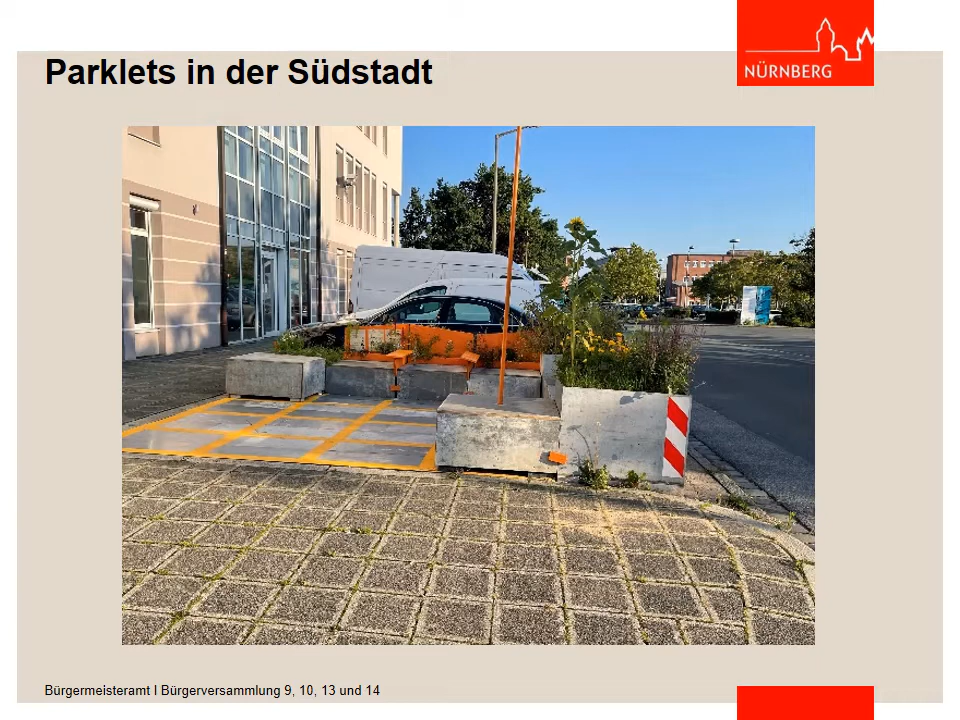 Parklets in der Südstadt
NÜRNBERG
Bürgermeisteramt I Bürgerversammlung 9, 10, 13 und 14